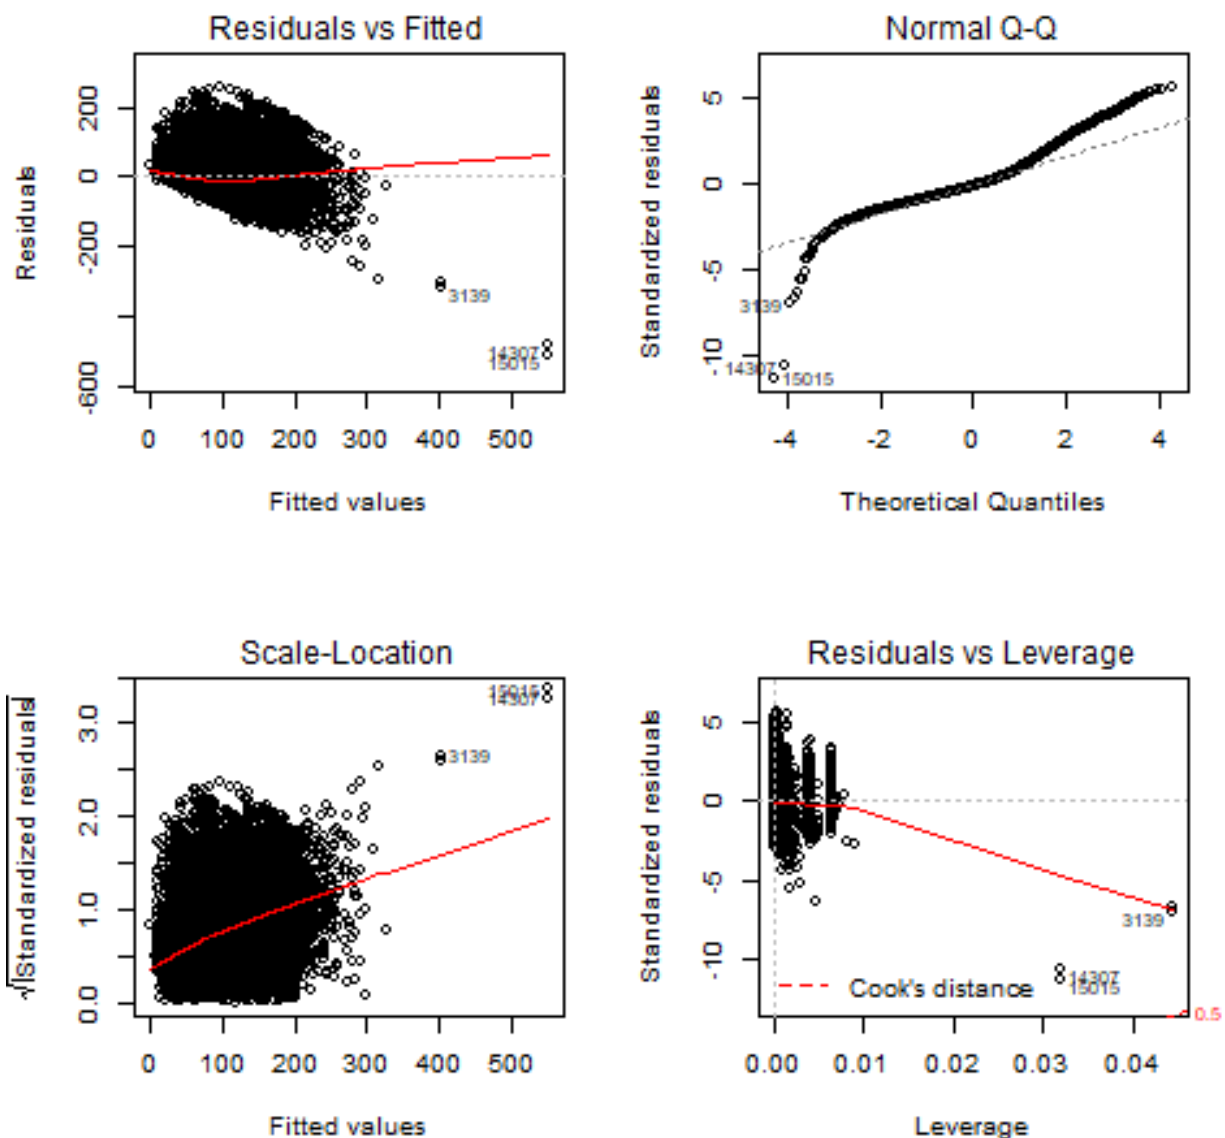 Residuals vs Fitted
Residuals
200
0
-200
-600
0 100 200 300 400 500
Fitted values
3139
14307
15015
Normal Q-Q
Standardized residuals
5
0
-5
-10
-4 -2 0 2 4
Theoretical Quantiles
3139
14307
15015
Scale-Location
√|Standardized residuals|
3.0
2.0
1.0
0.0
0 100 200 300 400 500
Fitted values
15015
14307
3139
Residuals vs Leverage
Standardized residuals
5
0
-5
-10
0.00 0.01 0.02 0.03 0.04
Leverage
3139
14307
15015
Cook's distance
0.5